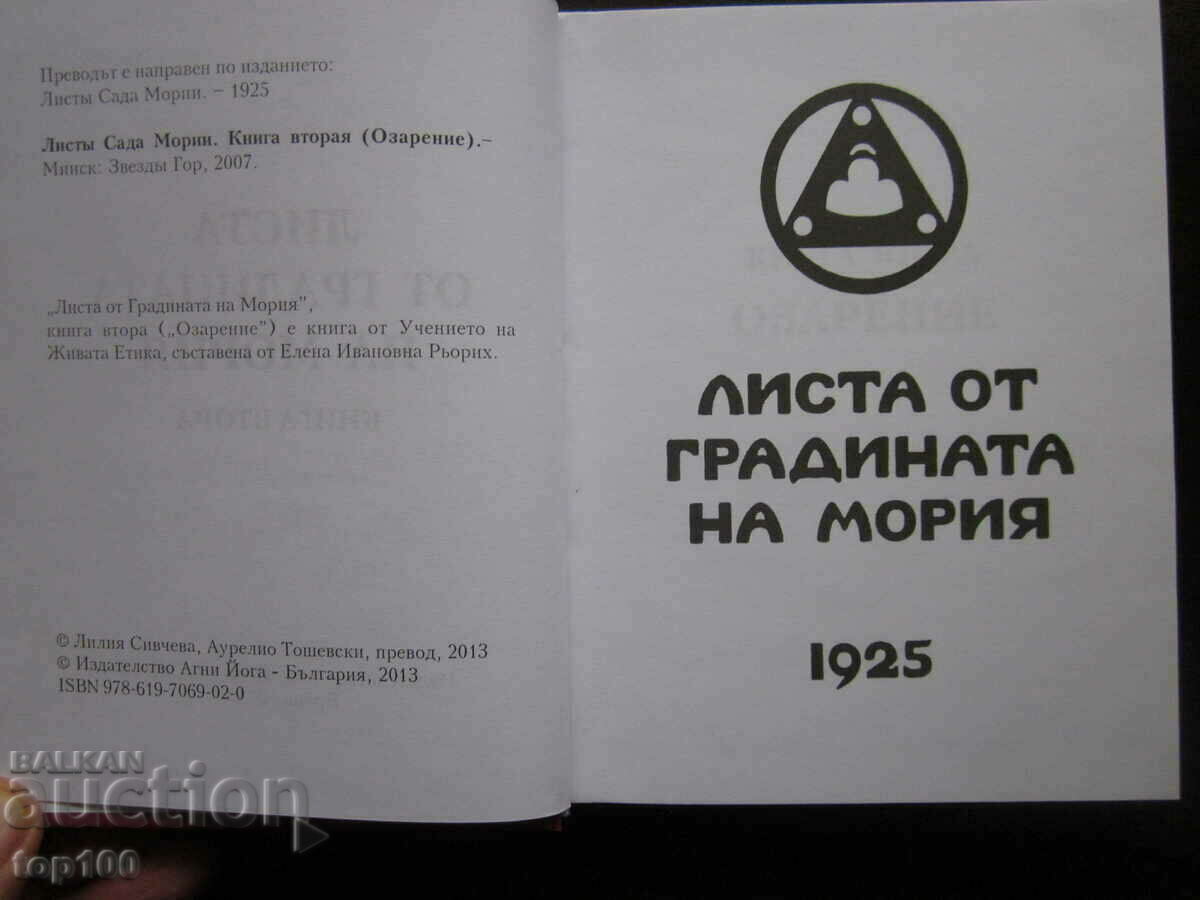 Преводът е направен по изданието:
Листы Сада Мории. – 1925
Листы Сада Мории. Книга вторая (Озарение).–
Минск: Звезды Гор, 2007.
„Листа от Градината на Мория”,
книга втора („Озарение”) е книга от Учението на
Живата Етика, съставена от Елена Ивановна Рьорих.
© Лилия Сивчева, Аурелио Тошевски, превод, 2013
© Издателство Агни Йога - България, 2013
ISBN 978-619-7069-02-0
ЛИСТА ОТ
ГРАДИНАТА
НА МОРИЯ
1925
BALKAN
auction
top100